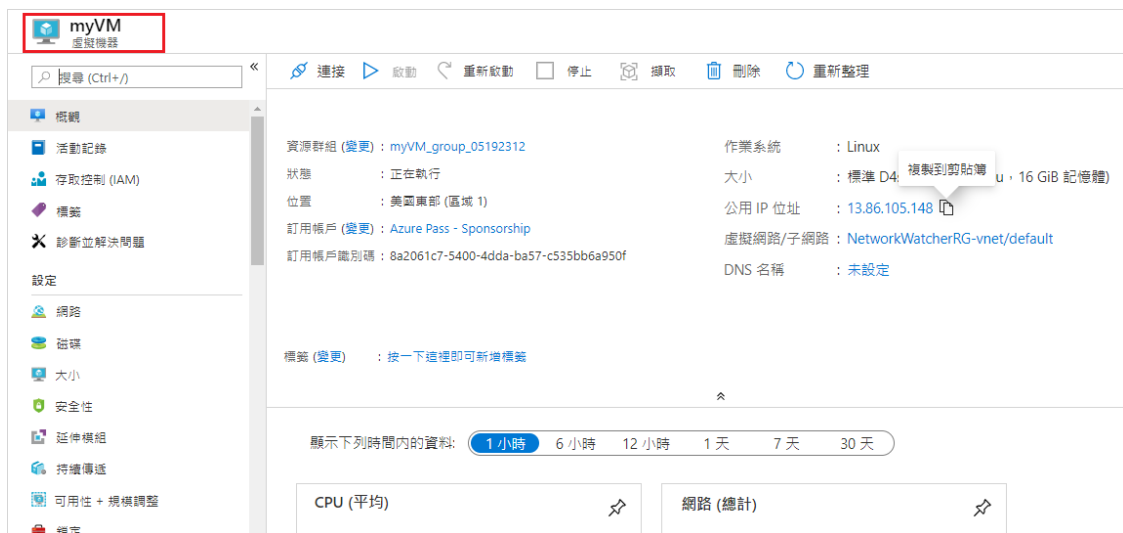 myVM
虛擬機器
搜尋 (Ctrl+/)
«
連接 啟動 重新啟動 停止 擷取 刪除 重新整理
概觀
活動記錄
存取控制 (IAM)
標籤
診斷並解決問題
設定
網路
磁碟
大小
安全性
延伸模組
持續傳遞
可用性 + 規模調整
鎖定
資源群組 (變更) : myVM_group_05192312
狀態 : 正在執行
位置 : 美國東部 (區域 1)
訂用帳戶 (變更) : Azure Pass - Sponsorship
訂用帳戶識別碼 : 8a2061c7-5400-4dda-ba57-c535bb6a950f
作業系統 : Linux
複製到剪貼簿
大小 : 標準 D4 u，16 GiB 記憶體)
公用 IP 位址 : 13.86.105.148
虛擬網路/子網路 : NetworkWatcherRG-vnet/default
DNS 名稱 : 未設定
標籤 (變更) : 按一下這裡即可新增標籤
顯示下列時間內的資料: 1 小時 6 小時 12 小時 1 天 7 天 30 天
CPU (平均)
網路 (總計)